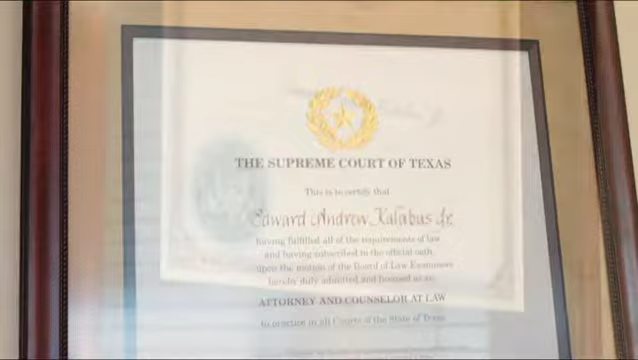 THE SUPREME COURT OF TEXAS
This is to certify that
Edward Andrew Kalabus Jr.
having fulfilled all of the requirements of law
and having subscribed to the official oath
upon the motion of the Board of Law Examiners
hereby duly admitted and licensed as an
ATTORNEY AND COUNSELOR AT LAW
to practice in all Courts of the State of Texas